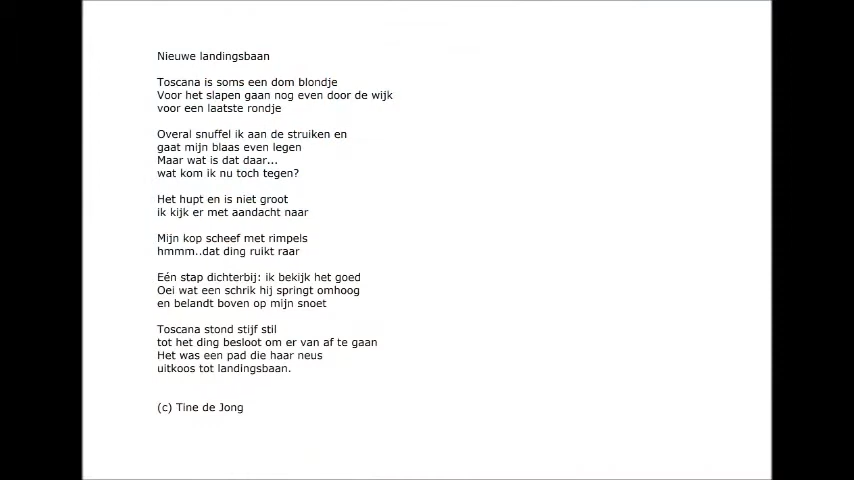 Nieuwe landingsbaan
Toscana is soms een dom blondje
Voor het slapen gaan nog even door de wijk
voor een laatste rondje
Overal snuffel ik aan de struiken en
gaat mijn blaas even legen
Maar wat is dat daar...
wat kom ik nu toch tegen?
Het hupt en is niet groot
ik kijk er met aandacht naar
Mijn kop scheef met rimpels
hmmm..dat ding ruikt raar
Eén stap dichterbij: ik bekijk het goed
Oei wat een schrik hij springt omhoog
en belandt boven op mijn snoet
Toscana stond stijf stil
tot het ding besloot om er van af te gaan
Het was een pad die haar neus
uitkoos tot landingsbaan.
(c) Tine de Jong